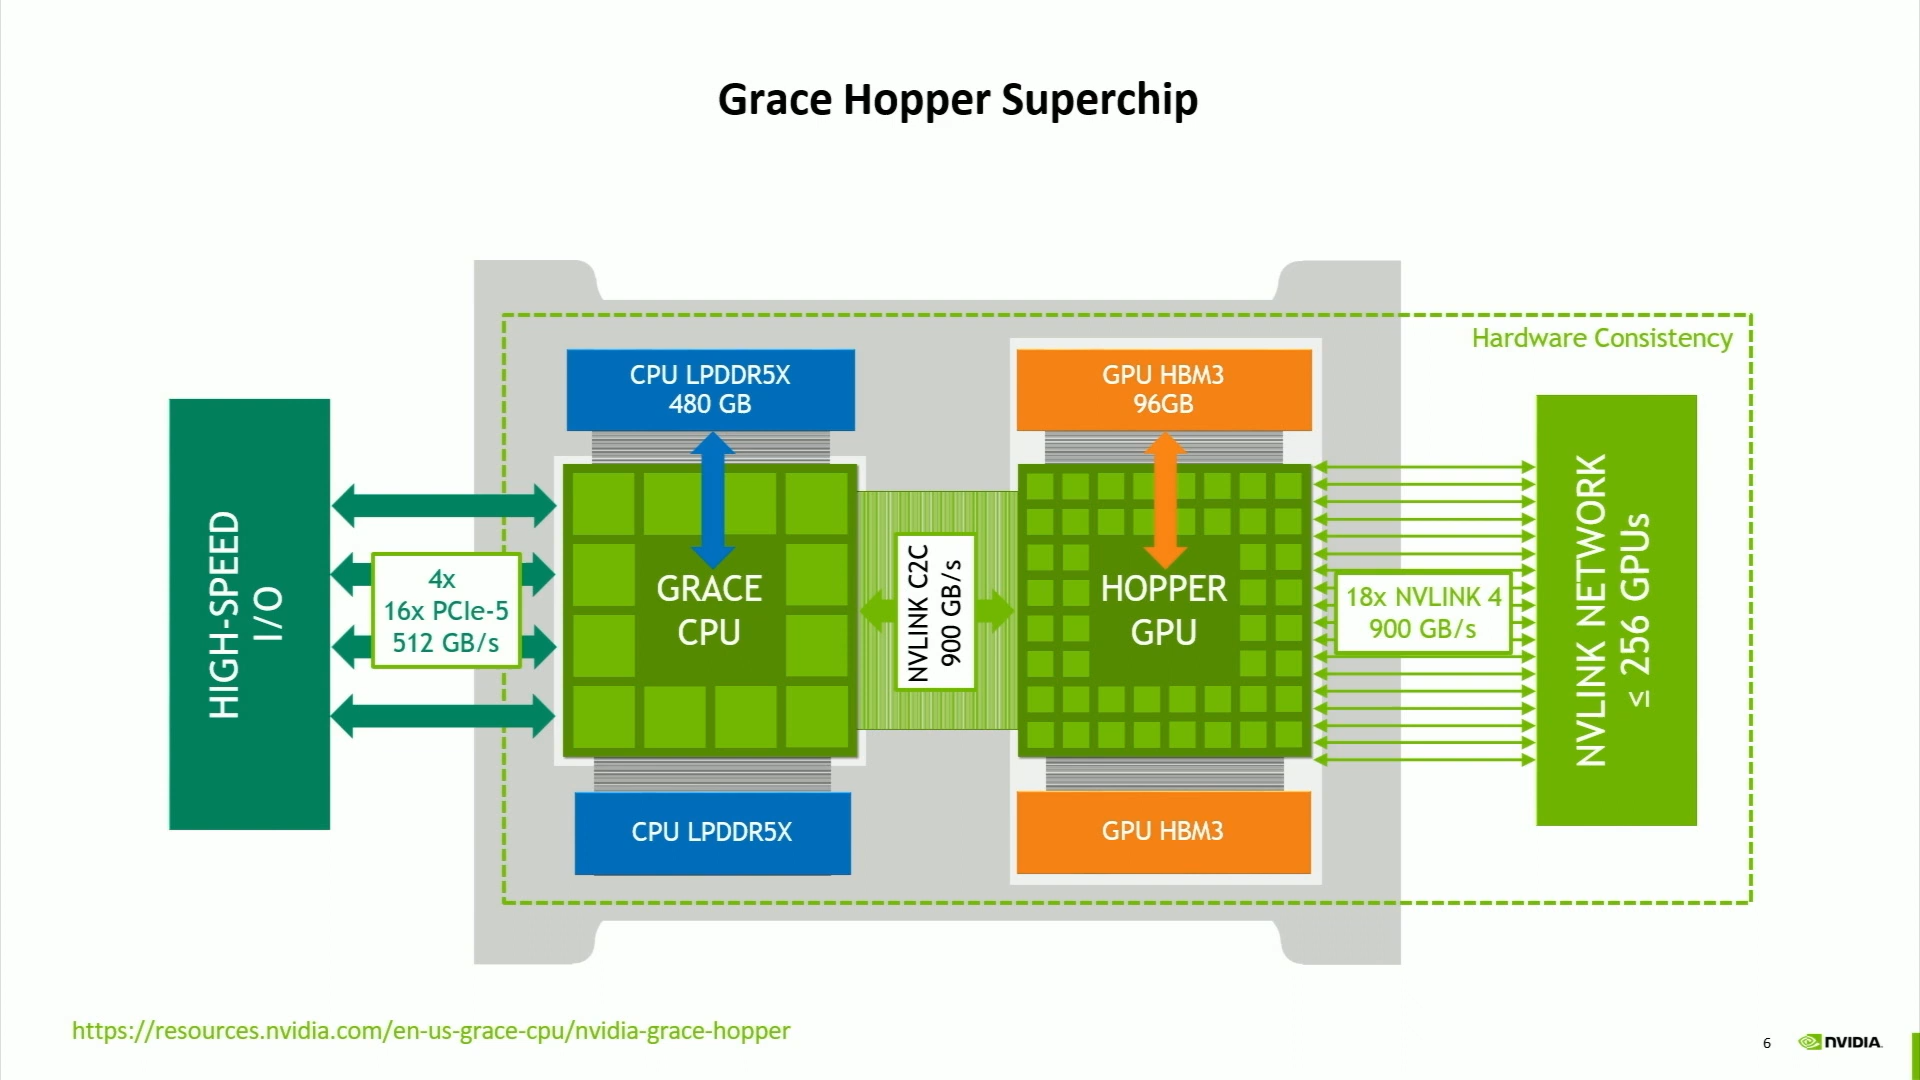 Grace Hopper Superchip
Hardware Consistency
CPU LPDDR5X
480 GB
GPU HBM3
96GB
HIGH-SPEED
I/O
4x
16x PCIe-5
512 GB/s
GRACE
CPU
NVLINK C2C
900 GB/s
HOPPER
GPU
18x NVLINK 4
900 GB/s
NVLINK NETWORK
≤ 256 GPUs
CPU LPDDR5X
GPU HBM3
https://resources.nvidia.com/en-us-grace-cpu/nvidia-grace-hopper
6
NVIDIA.